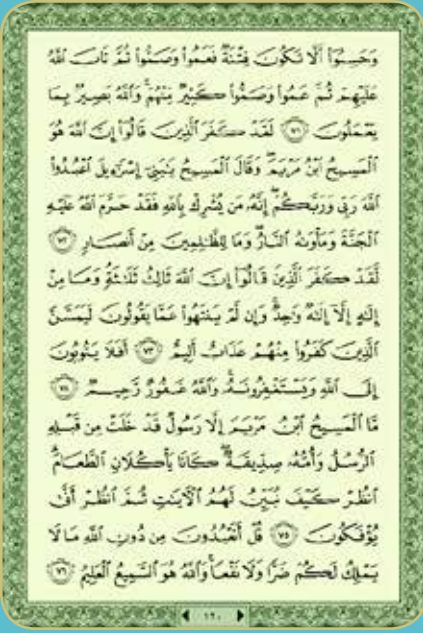 وَحَسِبُوٓا۟ أَلَّا تَكُونَ فِتْنَةٌ فَعَمُوا۟ وَصَمُّوا۟ ثُمَّ تَابَ ٱللَّهُ
عَلَيْهِمْ ثُمَّ عَمُوا۟ وَصَمُّوا۟ كَثِيرٌ مِّنْهُمْ ۚ وَٱللَّهُ بَصِيرٌۢ بِمَا
يَعْمَلُونَ ٧١ لَقَدْ كَفَرَ ٱلَّذِينَ قَالُوٓا۟ إِنَّ ٱللَّهَ هُوَ
ٱلْمَسِيحُ ٱبْنُ مَرْيَمَ ۖ وَقَالَ ٱلْمَسِيحُ يَٰبَنِىٓ إِسْرَٰٓءِيلَ ٱعْبُدُوا۟
ٱللَّهَ رَبِّى وَرَبَّكُمْ ۖ إِنَّهُۥ مَن يُشْرِكْ بِٱللَّهِ فَقَدْ حَرَّمَ ٱللَّهُ عَلَيْهِ
ٱلْجَنَّةَ وَمَأْوَىٰهُ ٱلنَّارُ ۖ وَمَا لِلظَّٰلِمِينَ مِنْ أَنصَارٍ ٧٢
لَّقَدْ كَفَرَ ٱلَّذِينَ قَالُوٓا۟ إِنَّ ٱللَّهَ ثَالِثُ ثَلَٰثَةٍ ۘ وَمَا مِنْ
إِلَٰهٍ إِلَّآ إِلَٰهٌ وَٰحِدٌ ۚ وَإِن لَّمْ يَنتَهُوا۟ عَمَّا يَقُولُونَ لَيَمَسَّنَّ
ٱلَّذِينَ كَفَرُوا۟ مِنْهُمْ عَذَابٌ أَلِيمٌ ٧٣ أَفَلَا يَتُوبُونَ
إِلَى ٱللَّهِ وَيَسْتَغْفِرُونَهُۥ ۚ وَٱللَّهُ غَفُورٌ رَّحِيمٌ ٧٤
مَّا ٱلْمَسِيحُ ٱبْنُ مَرْيَمَ إِلَّا رَسُولٌ قَدْ خَلَتْ مِن قَبْلِهِ
ٱلرُّسُلُ وَأُمُّهُۥ صِدِّيقَةٌ ۖ كَانَا يَأْكُلَانِ ٱلطَّعَامَ ۗ
ٱنظُرْ كَيْفَ نُبَيِّنُ لَهُمُ ٱلْءَايَٰتِ ثُمَّ ٱنظُرْ أَنَّىٰ
يُؤْفَكُونَ ٧٥ قُلْ أَتَعْبُدُونَ مِن دُونِ ٱللَّهِ مَا لَا
يَمْلِكُ لَكُمْ ضَرًّا وَلَا نَفْعًا ۚ وَٱللَّهُ هُوَ ٱلسَّمِيعُ ٱلْعَلِيمُ ٧٦
١٢٠